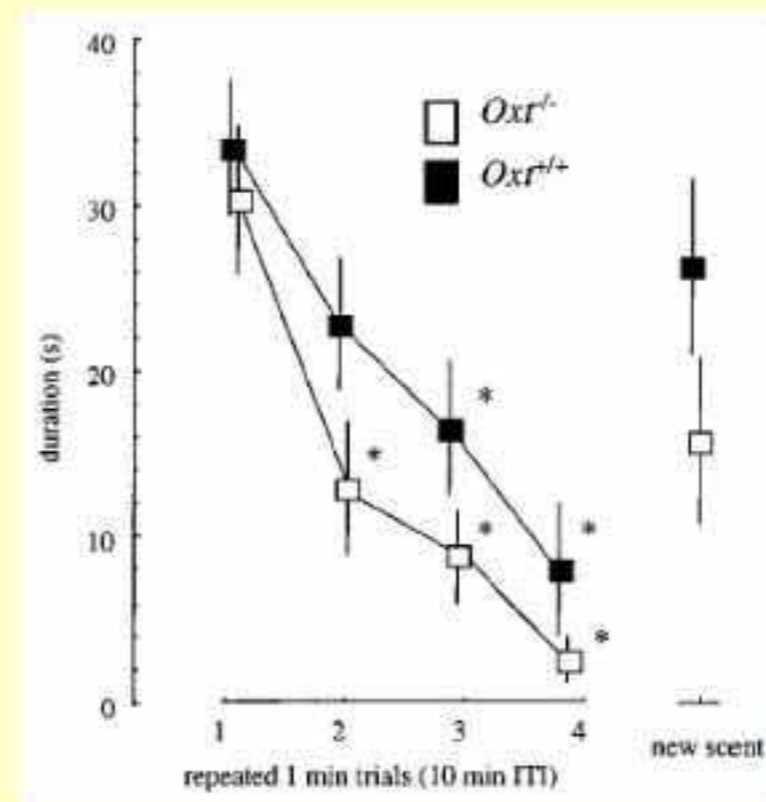 40
30
20
10
0
duration (s)
Oxt-/-
Oxt+/+
*
*
*
*
*
1 2 3 4
new scent
repeated 1 min trials (10 min ITI)